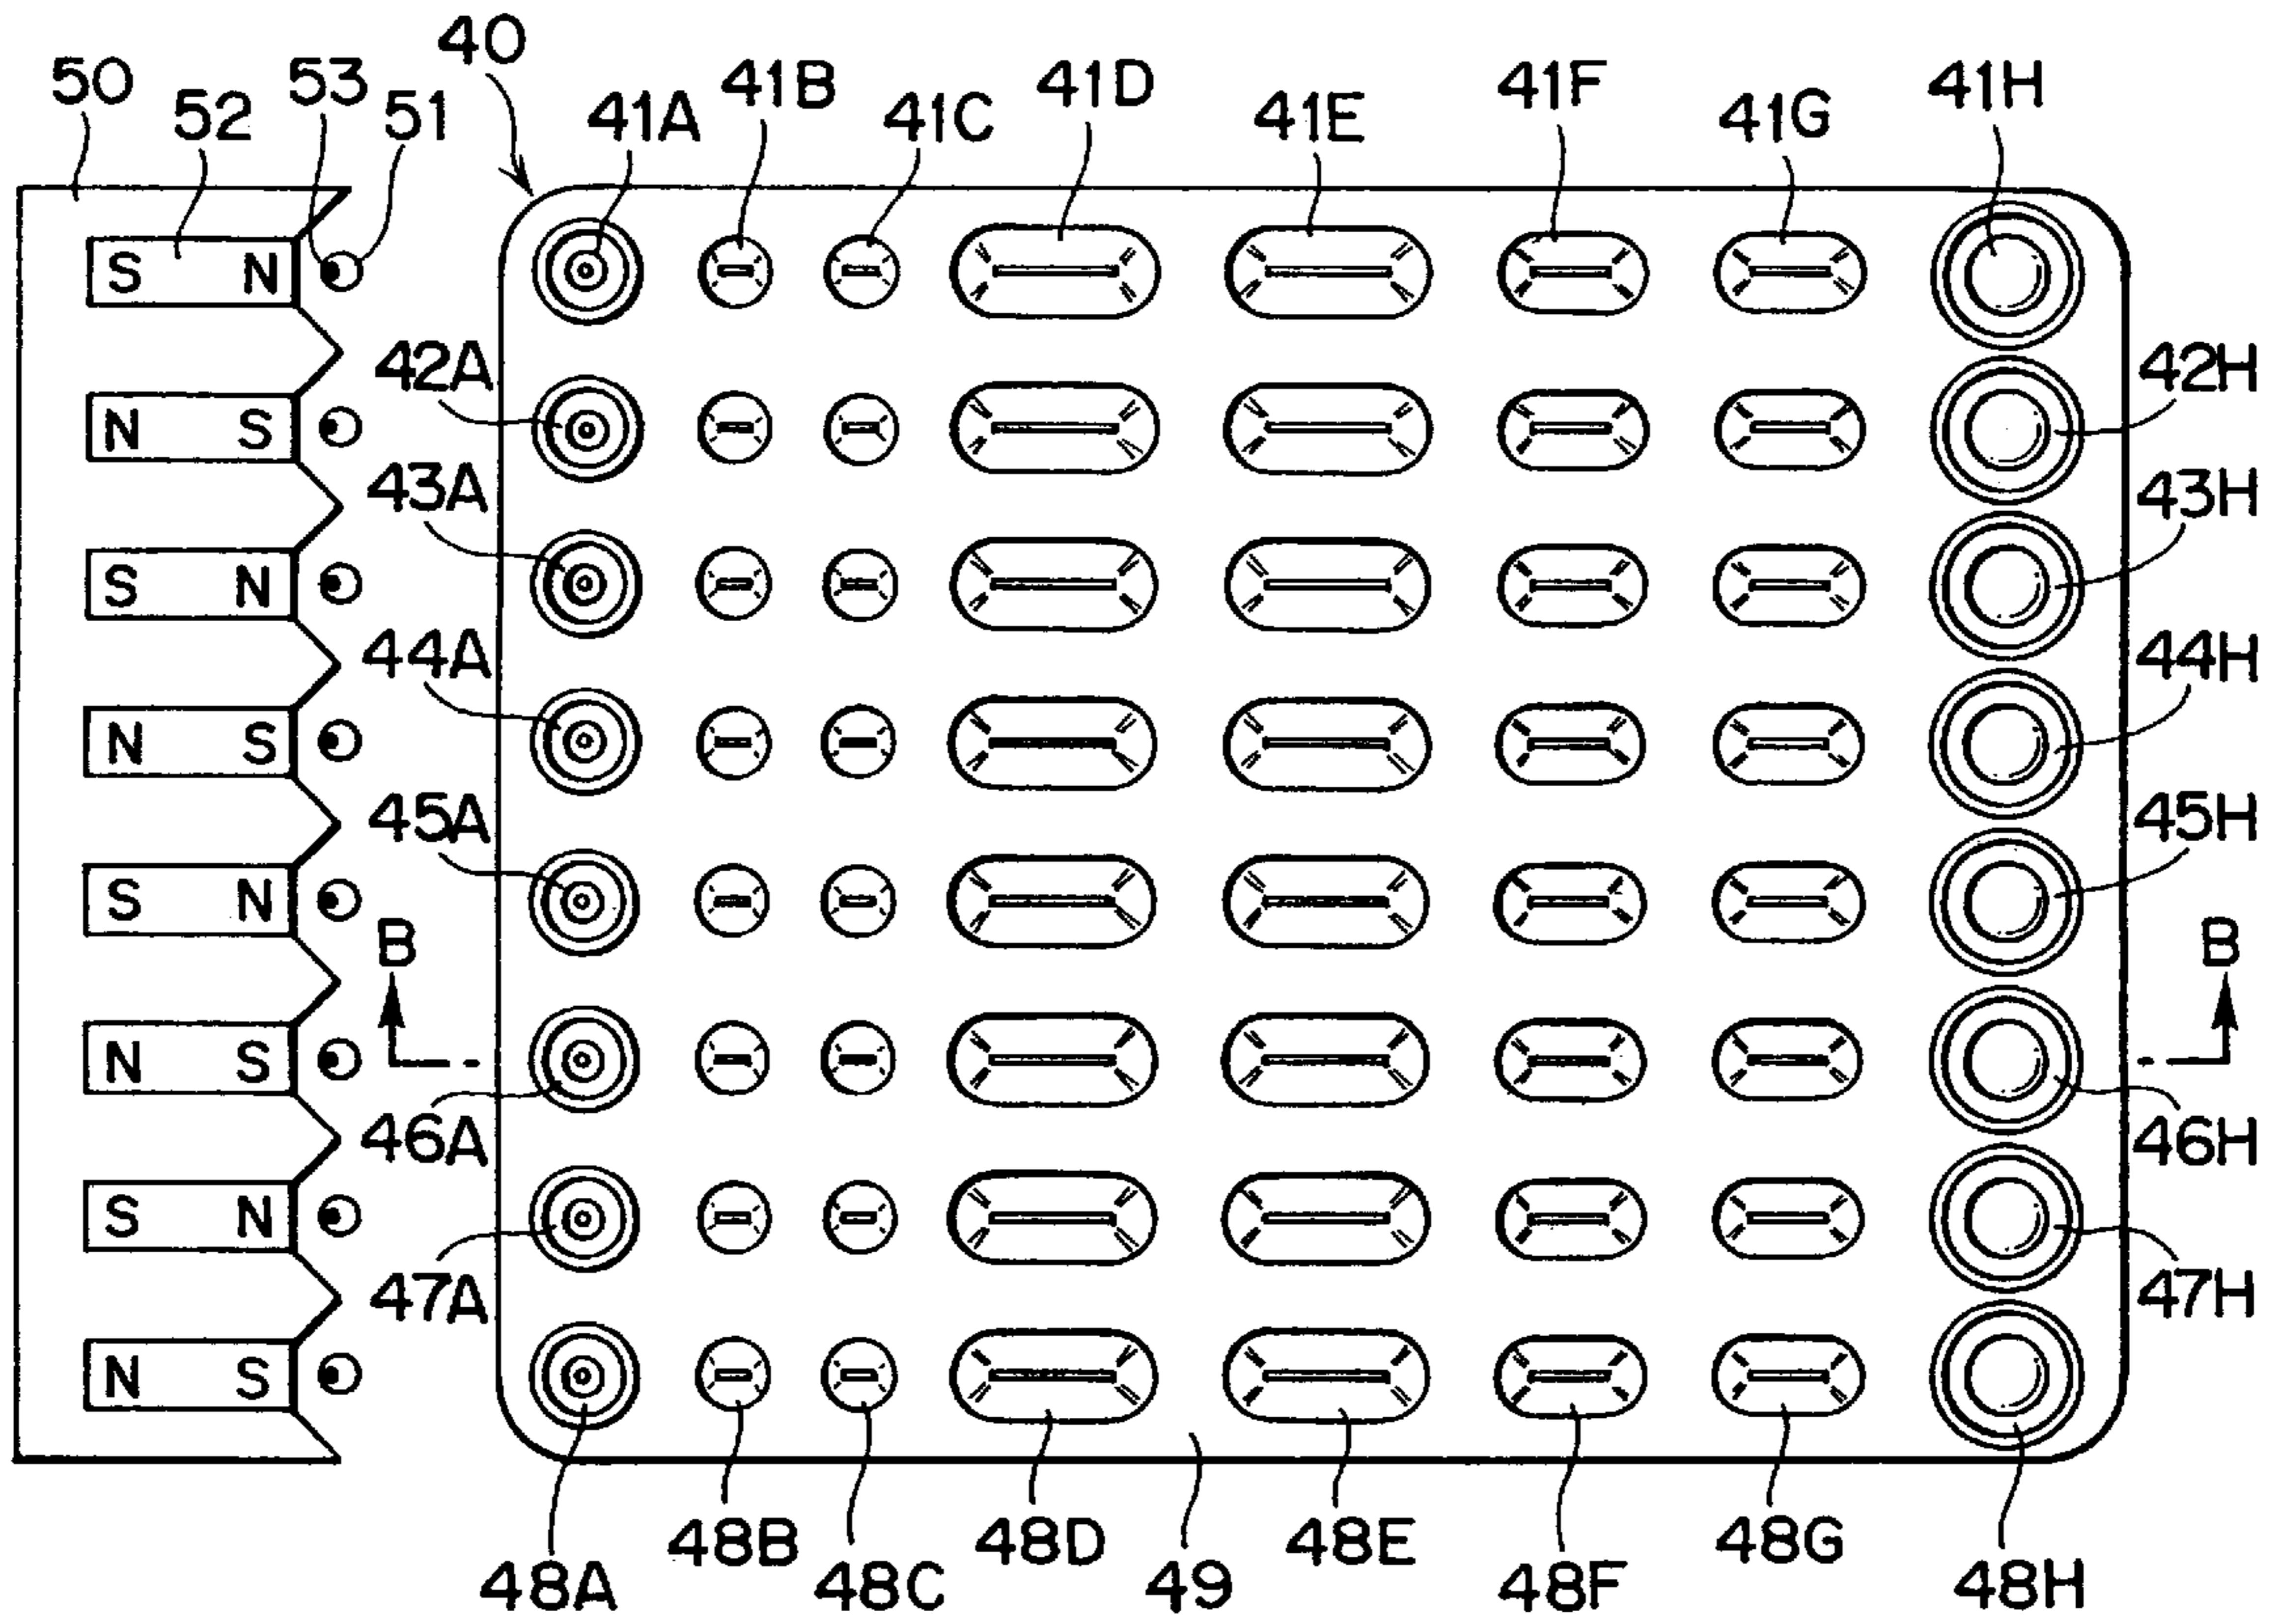 40
50 53 41B 41D 41F 41H
52 51 41A 41C 41E 41G
S N
42A 42H
N S
43A 43H
S N
44A 44H
N S
45A 45H
S N
B B
N S
46A 46H
S N
47A 47H
N S
48B 48D 48E 48G
48A 48C 49 48F 48H